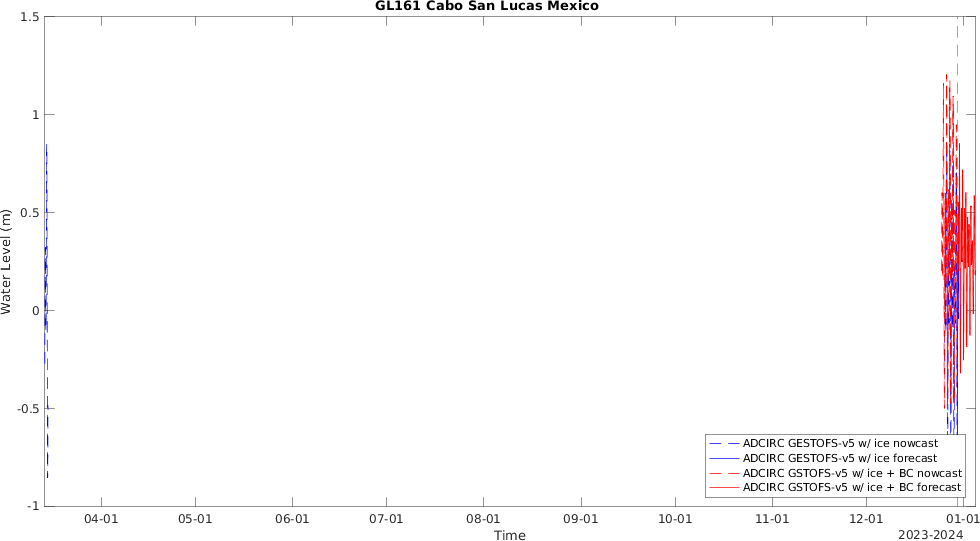 GL161 Cabo San Lucas Mexico
1.5
1
0.5
0
-0.5
-1
Water Level (m)
04-01 05-01 06-01 07-01 08-01 09-01 10-01 11-01 12-01 01-01
Time
2023-2024
ADCIRC GESTOFS-v5 w/ ice nowcast
ADCIRC GESTOFS-v5 w/ ice forecast
ADCIRC GSTOFS-v5 w/ ice + BC nowcast
ADCIRC GSTOFS-v5 w/ ice + BC forecast